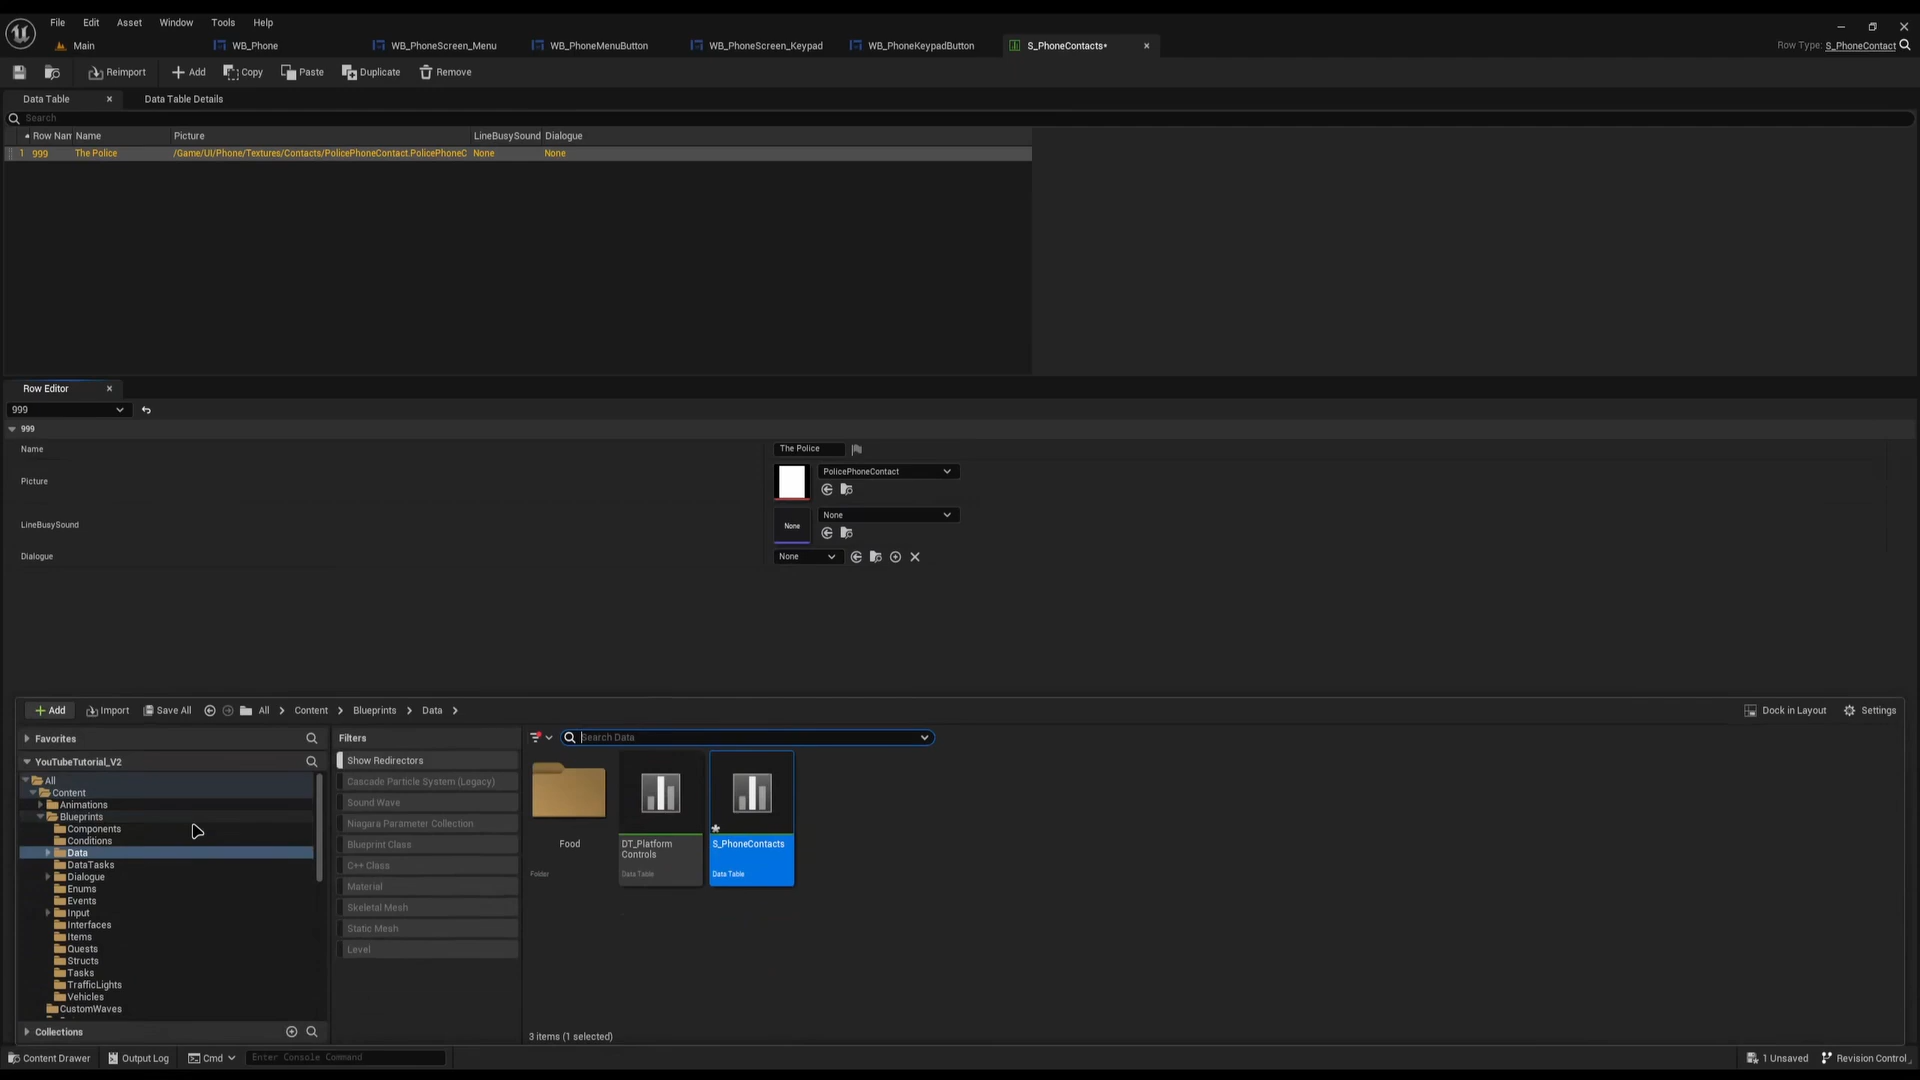 File Edit Asset Window Tools Help
Main WB_Phone WB_PhoneScreen_Menu WB_PhoneMenuButton WB_PhoneScreen_Keypad WB_PhoneKeypadButton S_PhoneContacts* Row Type: S_PhoneContact
Reimport Add Copy Paste Duplicate Remove
Data Table Data Table Details
Search
Row Nam Name Picture LineBusySound Dialogue
1 999 The Police /Game/UI/Phone/Textures/Contacts/PolicePhoneContact.PolicePhoneC None None
Row Editor
999
999
Name The Police
Picture PolicePhoneContact
LineBusySound None None
Dialogue None
Add Import Save All All Content Blueprints Data Dock in Layout Settings
Favorites
YouTubeTutorial_V2
All
Content
Animations
Blueprints
Components
Conditions
Data
DataTasks
Dialogue
Enums
Events
Input
Interfaces
Items
Quests
Structs
Tasks
TrafficLights
Vehicles
CustomWaves
Collections
Filters
Show Redirectors
Cascade Particle System (Legacy)
Sound Wave
Niagara Parameter Collection
Blueprint Class
C++ Class
Material
Skeletal Mesh
Static Mesh
Level
Search Data
Food
Folder
DT_Platform
Controls
Data Table
S_PhoneContacts
Data Table
3 items (1 selected)
Content Drawer Output Log Cmd Enter Console Command 1 Unsaved Revision Control